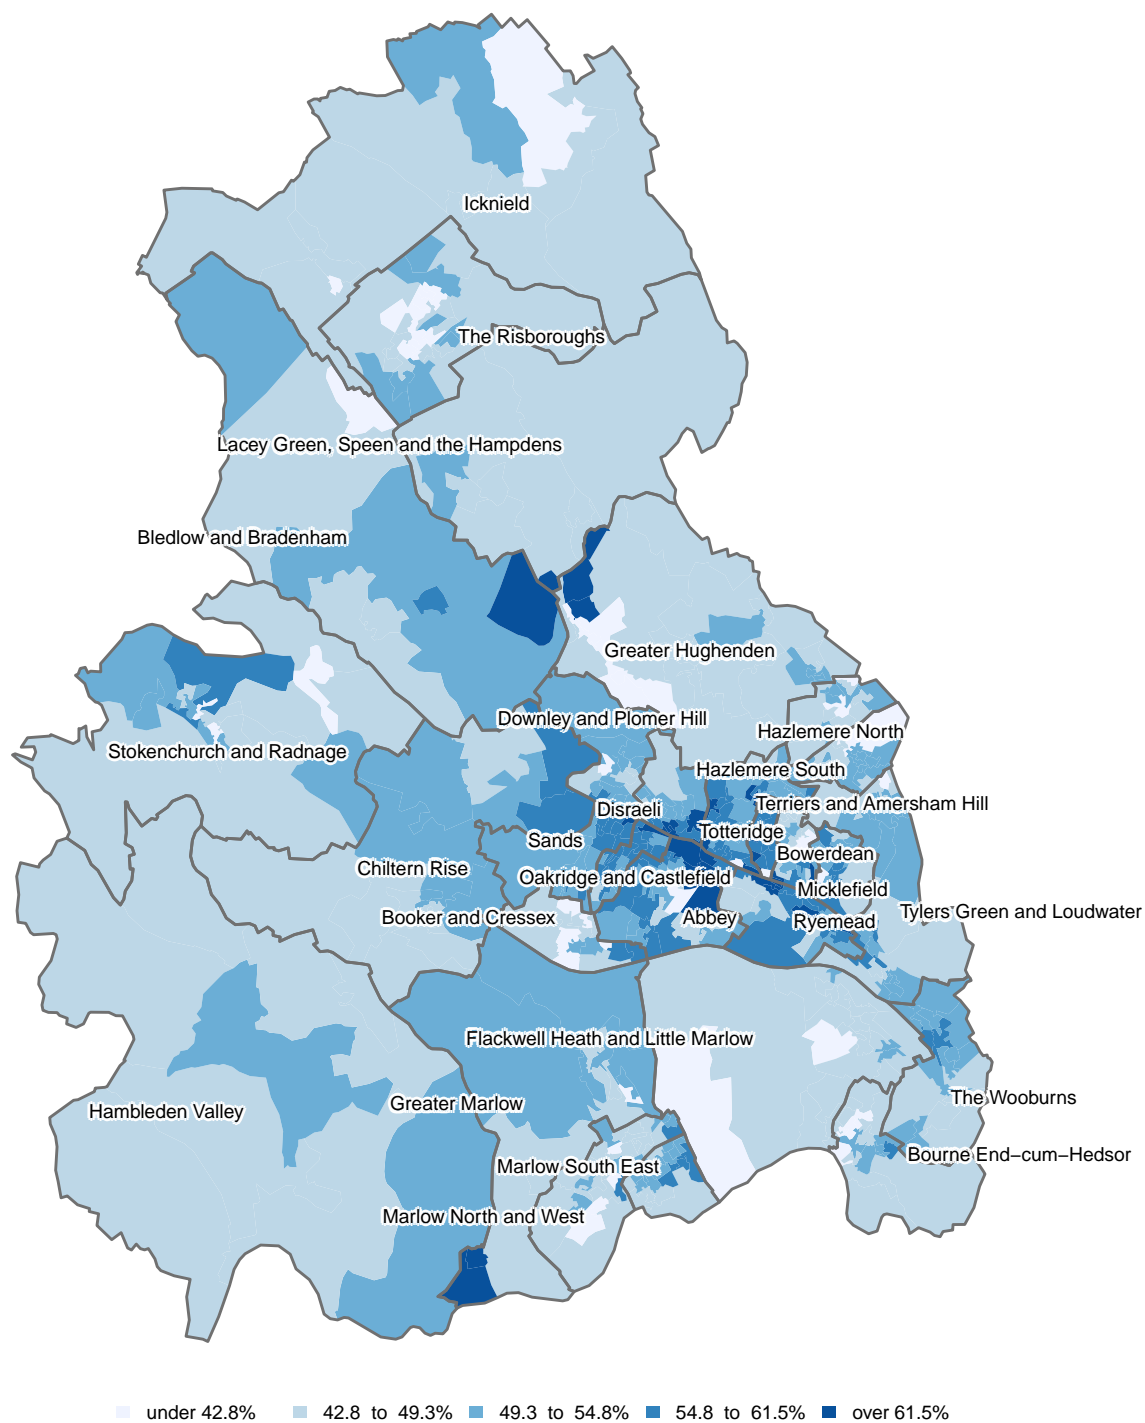 Icknield
The Risboroughs
Lacey Green, Speen and the Hampdens
Bledlow and Bradenham
Greater Hughenden
Downley and Plomer Hill
Hazlemere North
Stokenchurch and Radnage
Hazlemere South
Terriers and Amersham Hill
Disraeli
Totteridge
Sands
Bowerdean
Chiltern Rise
Oakridge and Castlefield
Micklefield
Tylers Green and Loudwater
Booker and Cressex
Abbey
Ryemead
Flackwell Heath and Little Marlow
The Wooburns
Greater Marlow
Hambleden Valley
Bourne End−cum−Hedsor
Marlow South East
Marlow North and West
under 42.8% 42.8 to 49.3% 49.3 to 54.8% 54.8 to 61.5% over 61.5%